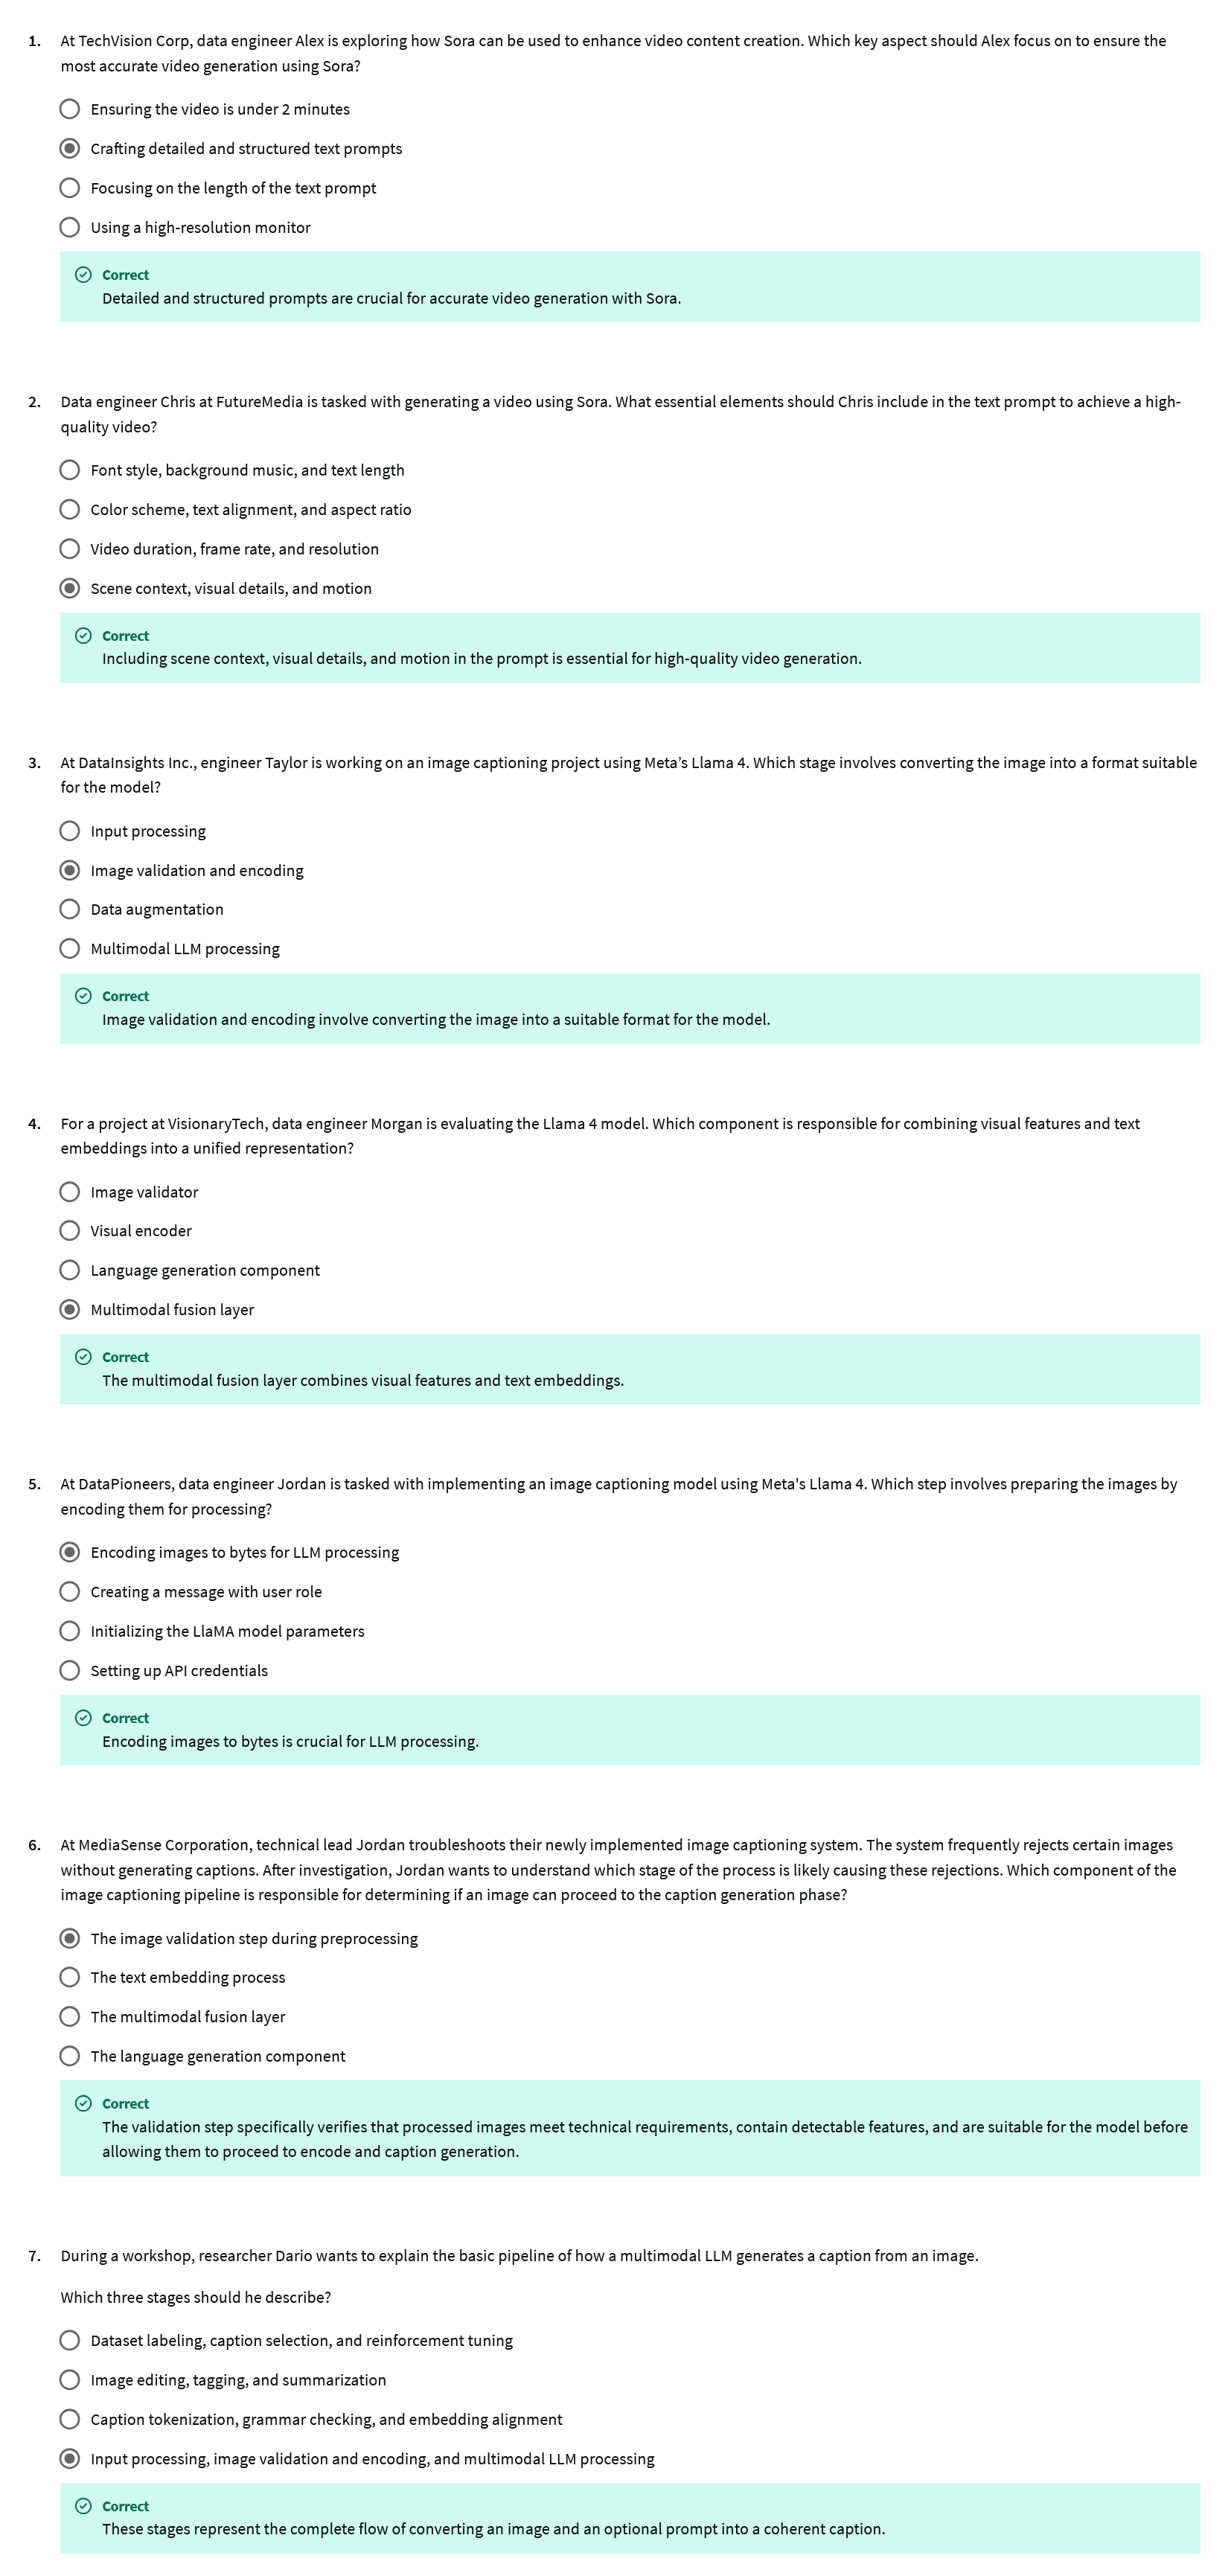 1. At TechVision Corp, data engineer Alex is exploring how Sora can be used to enhance video content creation. Which key aspect should Alex focus on to ensure the
most accurate video generation using Sora?
Ensuring the video is under 2 minutes
Crafting detailed and structured text prompts
Focusing on the length of the text prompt
Using a high-resolution monitor
Correct
Detailed and structured prompts are crucial for accurate video generation with Sora.
2. Data engineer Chris at FutureMedia is tasked with generating a video using Sora. What essential elements should Chris include in the text prompt to achieve a high-
quality video?
Font style, background music, and text length
Color scheme, text alignment, and aspect ratio
Video duration, frame rate, and resolution
Scene context, visual details, and motion
Correct
Including scene context, visual details, and motion in the prompt is essential for high-quality video generation.
3. At DataInsights Inc., engineer Taylor is working on an image captioning project using Meta’s Llama 4. Which stage involves converting the image into a format suitable
for the model?
Input processing
Image validation and encoding
Data augmentation
Multimodal LLM processing
Correct
Image validation and encoding involve converting the image into a suitable format for the model.
4. For a project at VisionaryTech, data engineer Morgan is evaluating the Llama 4 model. Which component is responsible for combining visual features and text
embeddings into a unified representation?
Image validator
Visual encoder
Language generation component
Multimodal fusion layer
Correct
The multimodal fusion layer combines visual features and text embeddings.
5. At DataPioneers, data engineer Jordan is tasked with implementing an image captioning model using Meta's Llama 4. Which step involves preparing the images by
encoding them for processing?
Encoding images to bytes for LLM processing
Creating a message with user role
Initializing the LlaMA model parameters
Setting up API credentials
Correct
Encoding images to bytes is crucial for LLM processing.
6. At MediaSense Corporation, technical lead Jordan troubleshoots their newly implemented image captioning system. The system frequently rejects certain images
without generating captions. After investigation, Jordan wants to understand which stage of the process is likely causing these rejections. Which component of the
image captioning pipeline is responsible for determining if an image can proceed to the caption generation phase?
The image validation step during preprocessing
The text embedding process
The multimodal fusion layer
The language generation component
Correct
The validation step specifically verifies that processed images meet technical requirements, contain detectable features, and are suitable for the model before
allowing them to proceed to encode and caption generation.
7. During a workshop, researcher Dario wants to explain the basic pipeline of how a multimodal LLM generates a caption from an image.
Which three stages should he describe?
Dataset labeling, caption selection, and reinforcement tuning
Image editing, tagging, and summarization
Caption tokenization, grammar checking, and embedding alignment
Input processing, image validation and encoding, and multimodal LLM processing
Correct
These stages represent the complete flow of converting an image and an optional prompt into a coherent caption.